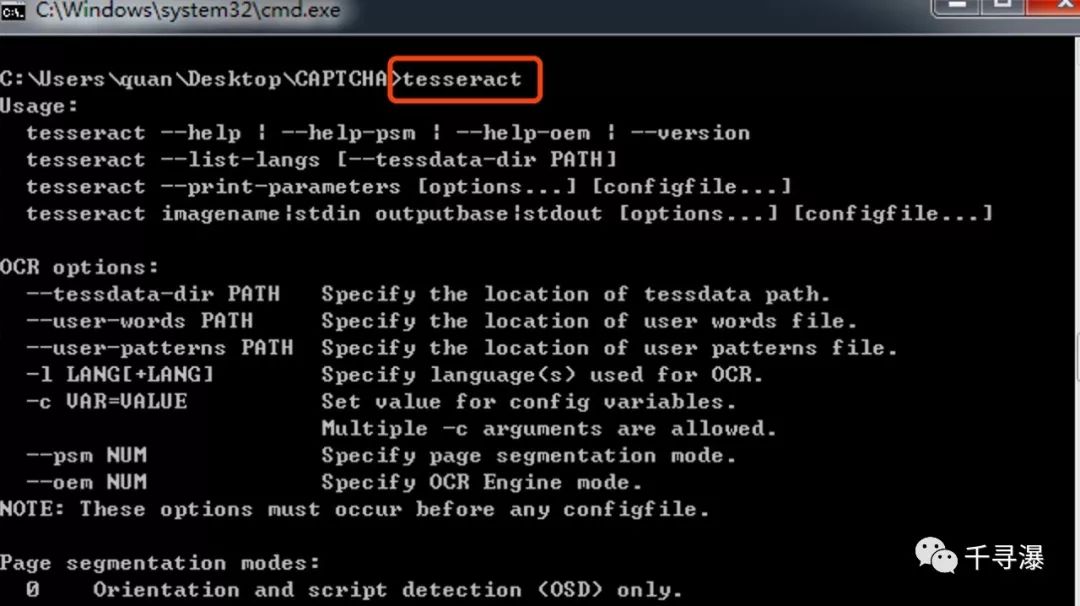 C:\Windows\system32\cmd.exe
C:\Users\quan\Desktop\CAPTCHA>tesseract
Usage:
  tesseract --help | --help-psm | --help-oem | --version
  tesseract --list-langs [--tessdata-dir PATH]
  tesseract --print-parameters [options...] [configfile...]
  tesseract imagename|stdin outputbase|stdout [options...] [configfile...]

OCR options:
  --tessdata-dir PATH   Specify the location of tessdata path.
  --user-words PATH     Specify the location of user words file.
  --user-patterns PATH  Specify the location of user patterns file.
  -l LANG[+LANG]        Specify language(s) used for OCR.
  -c VAR=VALUE          Set value for config variables.
                        Multiple -c arguments are allowed.
  --psm NUM             Specify page segmentation mode.
  --oem NUM             Specify OCR Engine mode.
NOTE: These options must occur before any configfile.

Page segmentation modes:
  0    Orientation and script detection (OSD) only.
千寻瀑